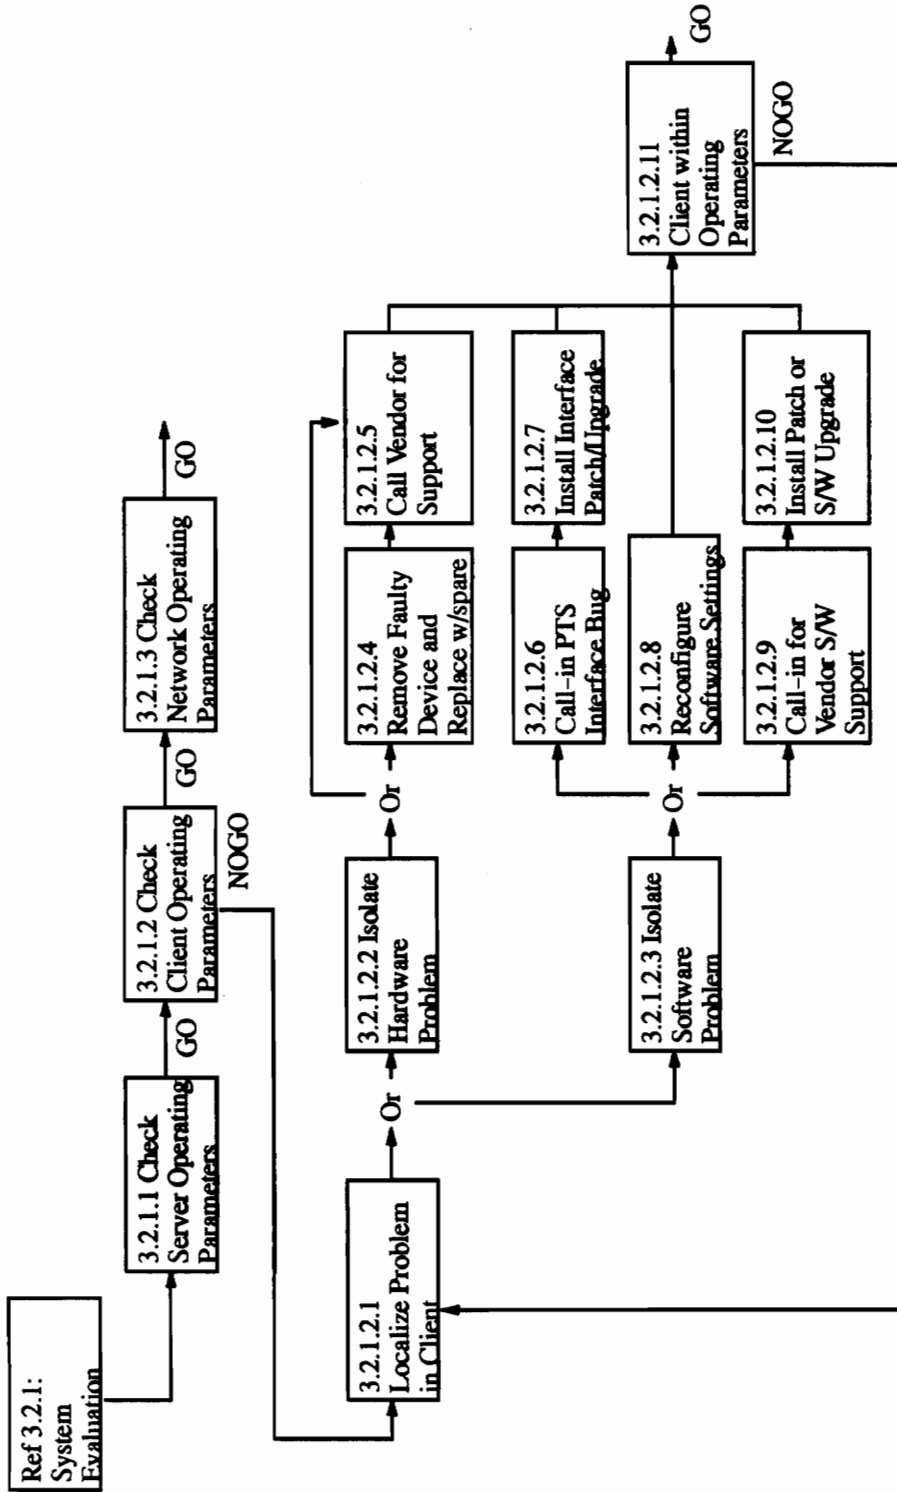 Ref 3.2.1:
System
Evaluation
3.2.1.1 Check
Server Operating
Parameters
GO
3.2.1.2 Check
Client Operating
Parameters
GO
NOGO
3.2.1.3 Check
Network Operating
Parameters
GO
3.2.1.2.1
Localize Problem
in Client
Or
3.2.1.2.2 Isolate
Hardware
Problem
Or
3.2.1.2.4
Remove Faulty
Device and
Replace w/spare
3.2.1.2.5
Call Vendor for
Support
3.2.1.2.3 Isolate
Software
Problem
Or
3.2.1.2.6
Call-in PTS
Interface Bug
3.2.1.2.7
Install Interface
Patch/Upgrade
3.2.1.2.8
Reconfigure
Software Settings
3.2.1.2.9
Call-in for
Vendor S/W
Support
3.2.1.2.10
Install Patch or
S/W Upgrade
3.2.1.2.11
Client within
Operating
Parameters
GO
NOGO